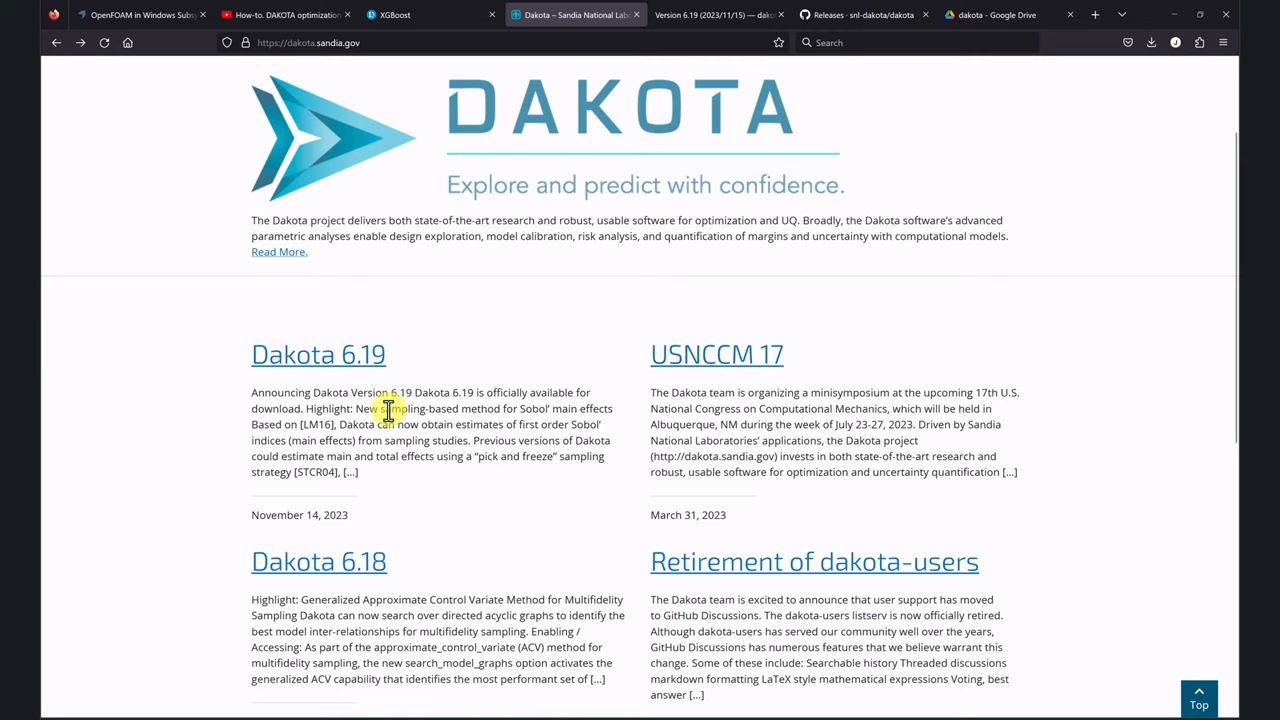 OpenFOAM in Windows Subs
How-to. DAKOTA optimization
XGBoost
Dakota – Sandia National Lab
Version 6.19 (2023/11/15) — dak
Releases · snl-dakota/dakota
dakota - Google Drive
https://dakota.sandia.gov
Search
DAKOTA
Explore and predict with confidence.
The Dakota project delivers both state-of-the-art research and robust, usable software for optimization and UQ. Broadly, the Dakota software's advanced
parametric analyses enable design exploration, model calibration, risk analysis, and quantification of margins and uncertainty with computational models.
Read More.
Dakota 6.19
Announcing Dakota Version 6.19 Dakota 6.19 is officially available for
download. Highlight: New sampling-based method for Sobol' main effects
Based on [LM16], Dakota can now obtain estimates of first order Sobol'
indices (main effects) from sampling studies. Previous versions of Dakota
could estimate main and total effects using a “pick and freeze” sampling
strategy [STCR04], [...]
November 14, 2023
USNCCM 17
The Dakota team is organizing a minisymposium at the upcoming 17th U.S.
National Congress on Computational Mechanics, which will be held in
Albuquerque, NM during the week of July 23-27, 2023. Driven by Sandia
National Laboratories' applications, the Dakota project
(http://dakota.sandia.gov) invests in both state-of-the-art research and
robust, usable software for optimization and uncertainty quantification [...]
March 31, 2023
Dakota 6.18
Highlight: Generalized Approximate Control Variate Method for Multifidelity
Sampling Dakota can now search over directed acyclic graphs to identify the
best model inter-relationships for multifidelity sampling. Enabling /
Accessing: As part of the approximate_control_variate (ACV) method for
multifidelity sampling, the new search_model_graphs option activates the
generalized ACV capability that identifies the most performant set of [...]
Retirement of dakota-users
The Dakota team is excited to announce that user support has moved
to GitHub Discussions. The dakota-users listserv is now officially retired.
Although dakota-users has served our community well over the years,
GitHub Discussions has numerous features that we believe warrant this
change. Some of these include: Searchable history Threaded discussions
markdown formatting LaTeX style mathematical expressions Voting, best
answer [...]
Top